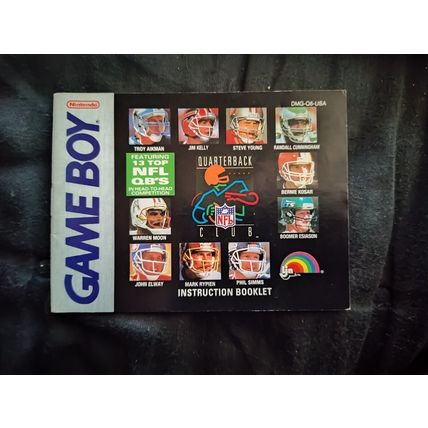 Nintendo
GAME BOY
DMG-Q6-USA
TROY AIKMAN
JIM KELLY
STEVE YOUNG
RANDALL CUNNINGHAM
FEATURING
13 TOP
NFL
QB'S
IN HEAD-TO-HEAD
COMPETITION
QUARTERBACK
NFL
CLUB
BERNIE KOSAR
WARREN MOON
BOOMER ESIASON
JOHN ELWAY
MARK RYPIEN
PHIL SIMMS
LJN
INSTRUCTION BOOKLET